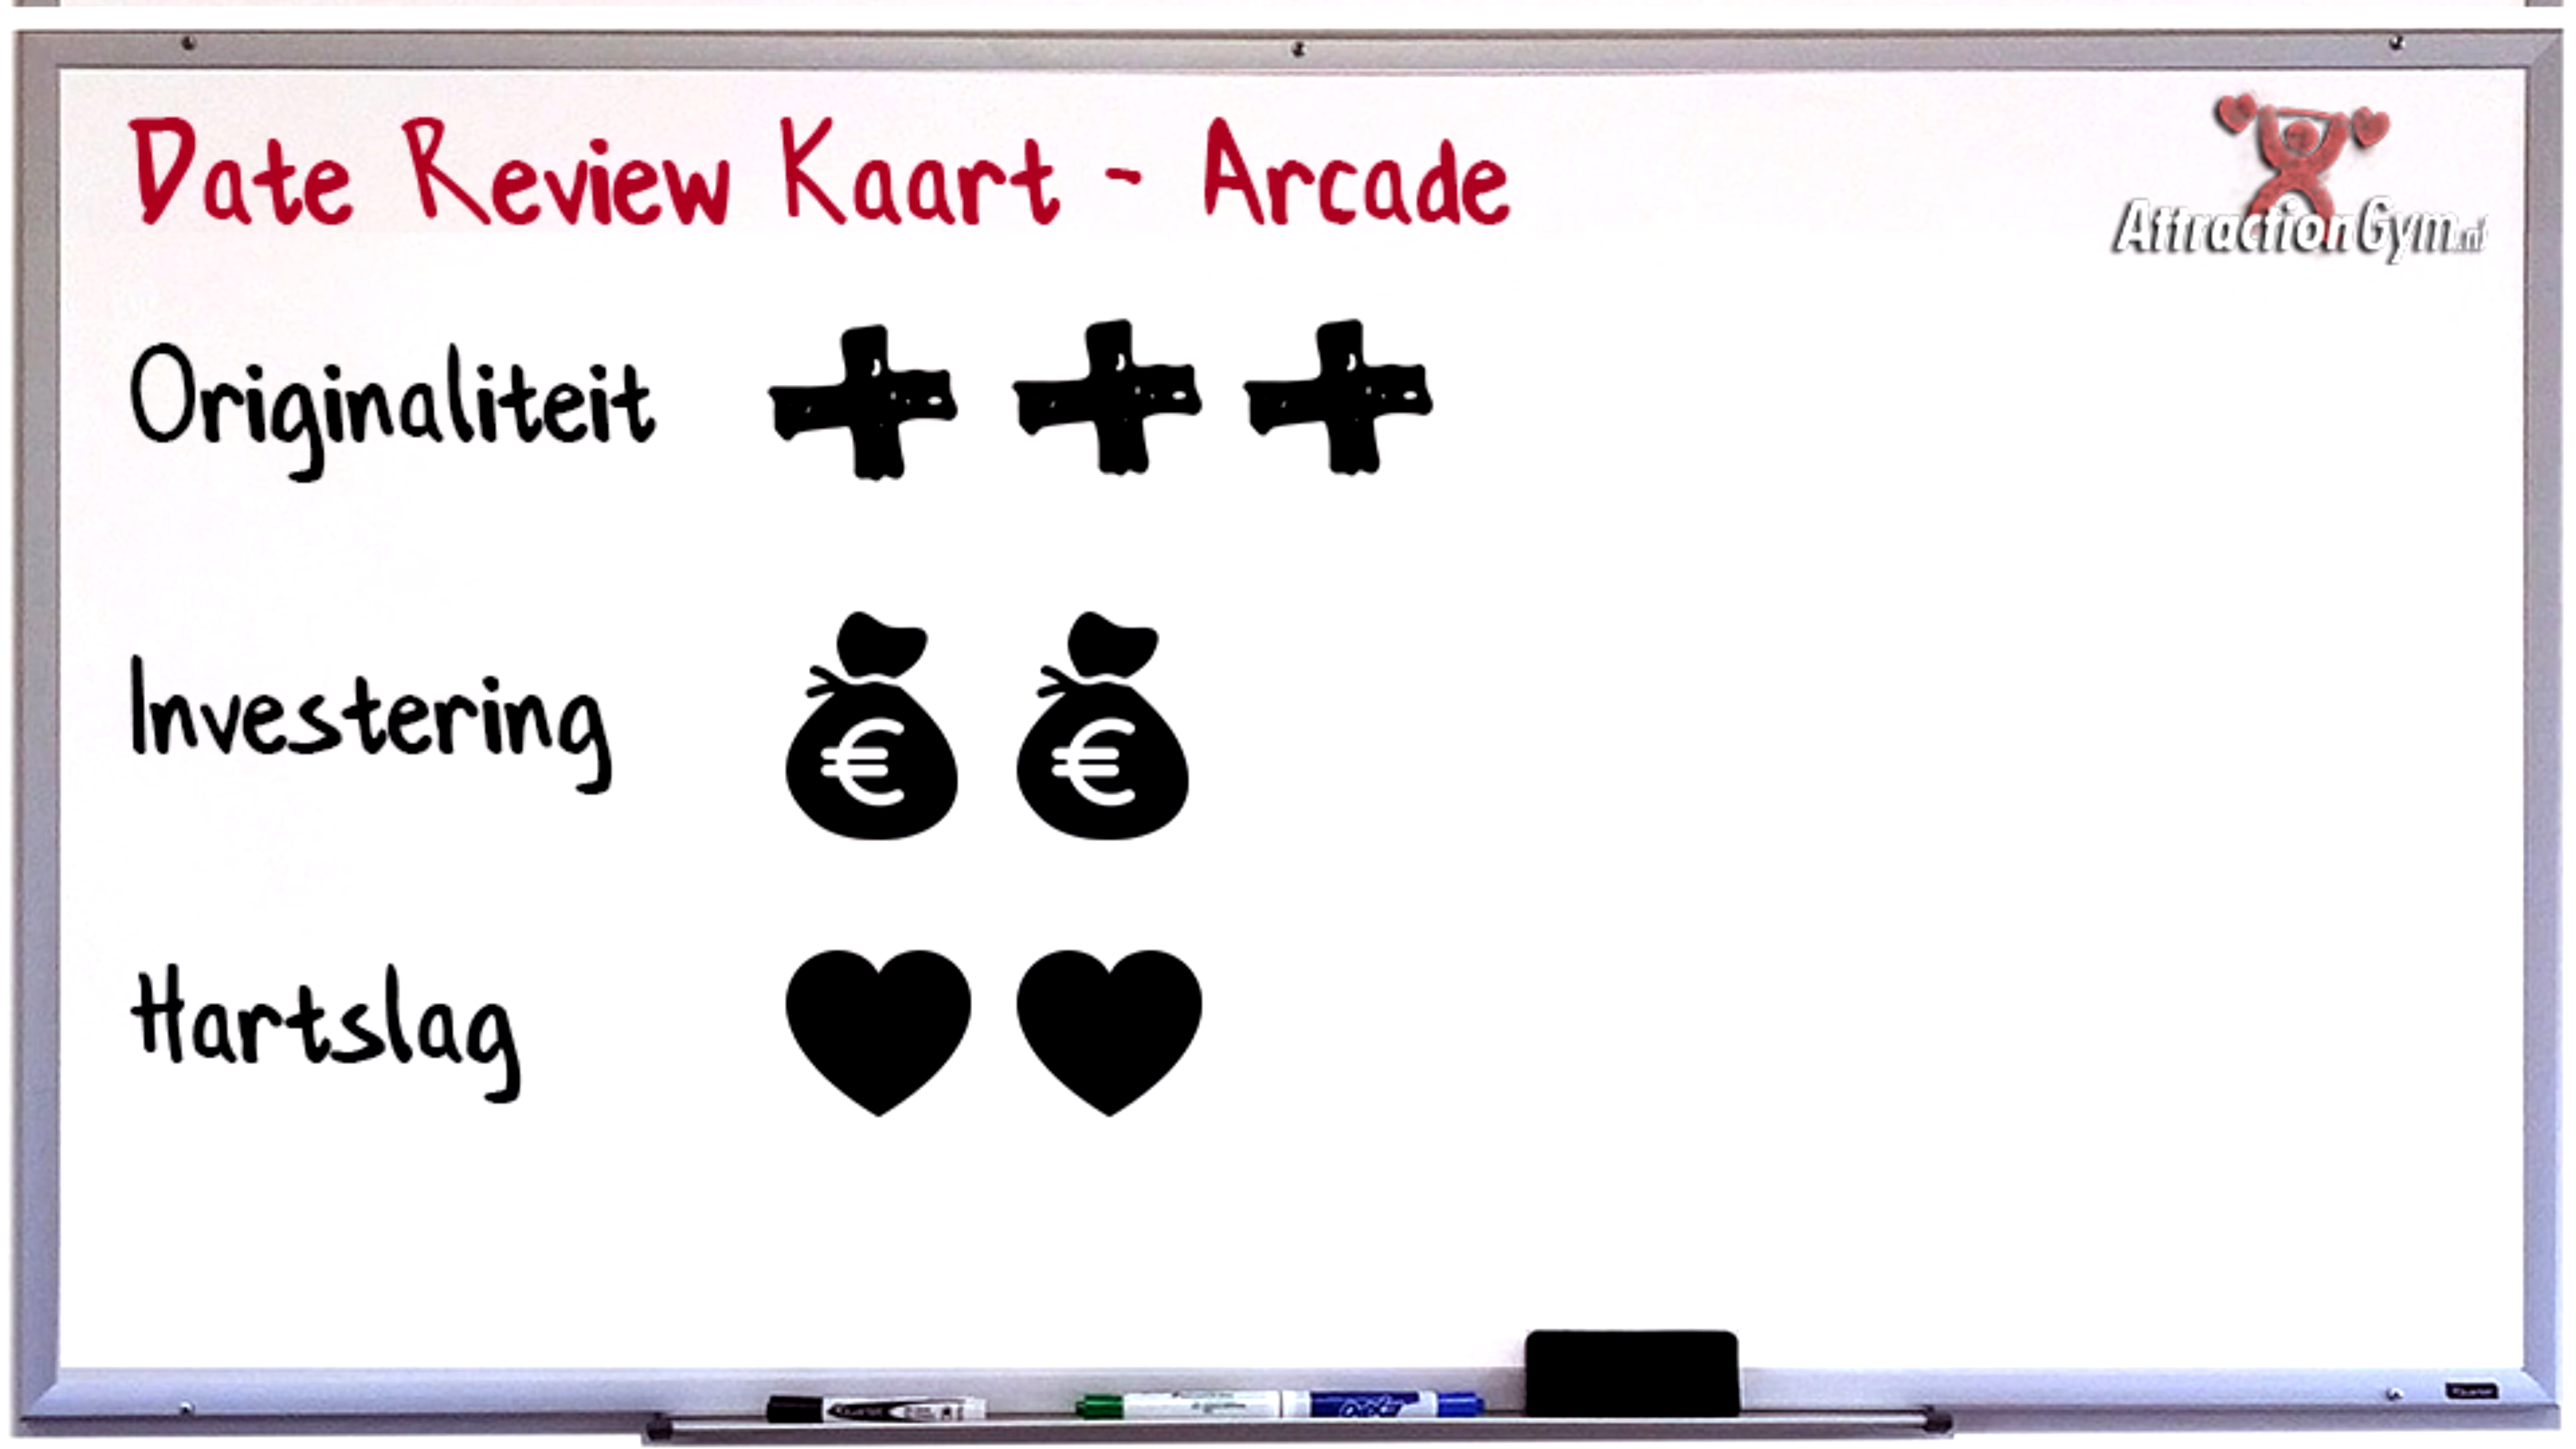 Date Review Kaart - Arcade
AttractionGym.nl
Originaliteit
Investering
€ €
Hartslag